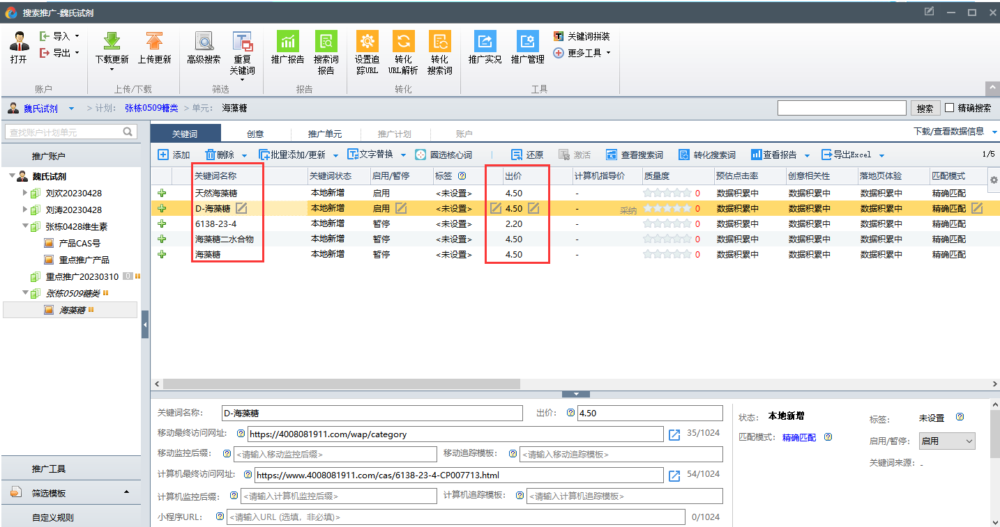 搜索推广-魏氏试剂
打开
导入
导出
账户
下载更新
上传更新
上传/下载
高级搜索
重复
关键词
筛选
推广报告
搜索词
报告
报告
设置追
踪URL
转化
URL解析
转化
搜索词
转化
推广实况
推广管理
关键词拼装
更多工具
工具
魏氏试剂 > 计划: 张栋0509糖类 > 单元: 海藻糖
搜索 精确搜索
查找账户计划单元
推广账户
魏氏试剂
刘欢20230428
刘涛20230428
张栋0428维生素
产品CAS号
重点推广产品
重点推广20230310 0
张栋0509糖类
海藻糖
推广工具
筛选模板
自定义规则
关键词 创意 推广单元 推广计划 账户 下载/查看数据信息
添加 删除 批量添加/更新 文字替换 圈选核心词 还原 激活 查看搜索词 转化搜索词 查看报告 导出Excel 1/5
关键词名称 关键词状态 启用/暂停 标签 出价 计算机指导价 质量度 预估点击率 创意相关性 落地页体验 匹配模式
天然海藻糖 本地新增 启用 <未设置> 4.50 - 0 数据积累中 数据积累中 数据积累中 精确匹配
D-海藻糖 本地新增 启用 <未设置> 4.50 - 采纳 0 数据积累中 数据积累中 数据积累中 精确匹配
6138-23-4 本地新增 暂停 <未设置> 2.20 - 0 数据积累中 数据积累中 数据积累中 精确匹配
海藻糖二水合物 本地新增 暂停 <未设置> 4.50 - 0 数据积累中 数据积累中 数据积累中 精确匹配
海藻糖 本地新增 暂停 <未设置> 4.50 - 0 数据积累中 数据积累中 数据积累中 精确匹配
关键词名称: D-海藻糖 出价: 4.50
移动最终访问网址: https://4008081911.com/wap/category 35/1024
移动监控后缀: <请输入移动监控后缀> 移动追踪模板: <请输入移动追踪模板>
计算机最终访问网址: https://www.4008081911.com/cas/6138-23-4-CP007713.html 54/1024
计算机监控后缀: <请输入计算机监控后缀> 计算机追踪模板: <请输入计算机追踪模板>
小程序URL: <请输入URL (选填，非必填)> 0/1024
状态: 本地新增
匹配模式: 精确匹配
标签: 未设置
启用/暂停: 启用
关键词来源: -